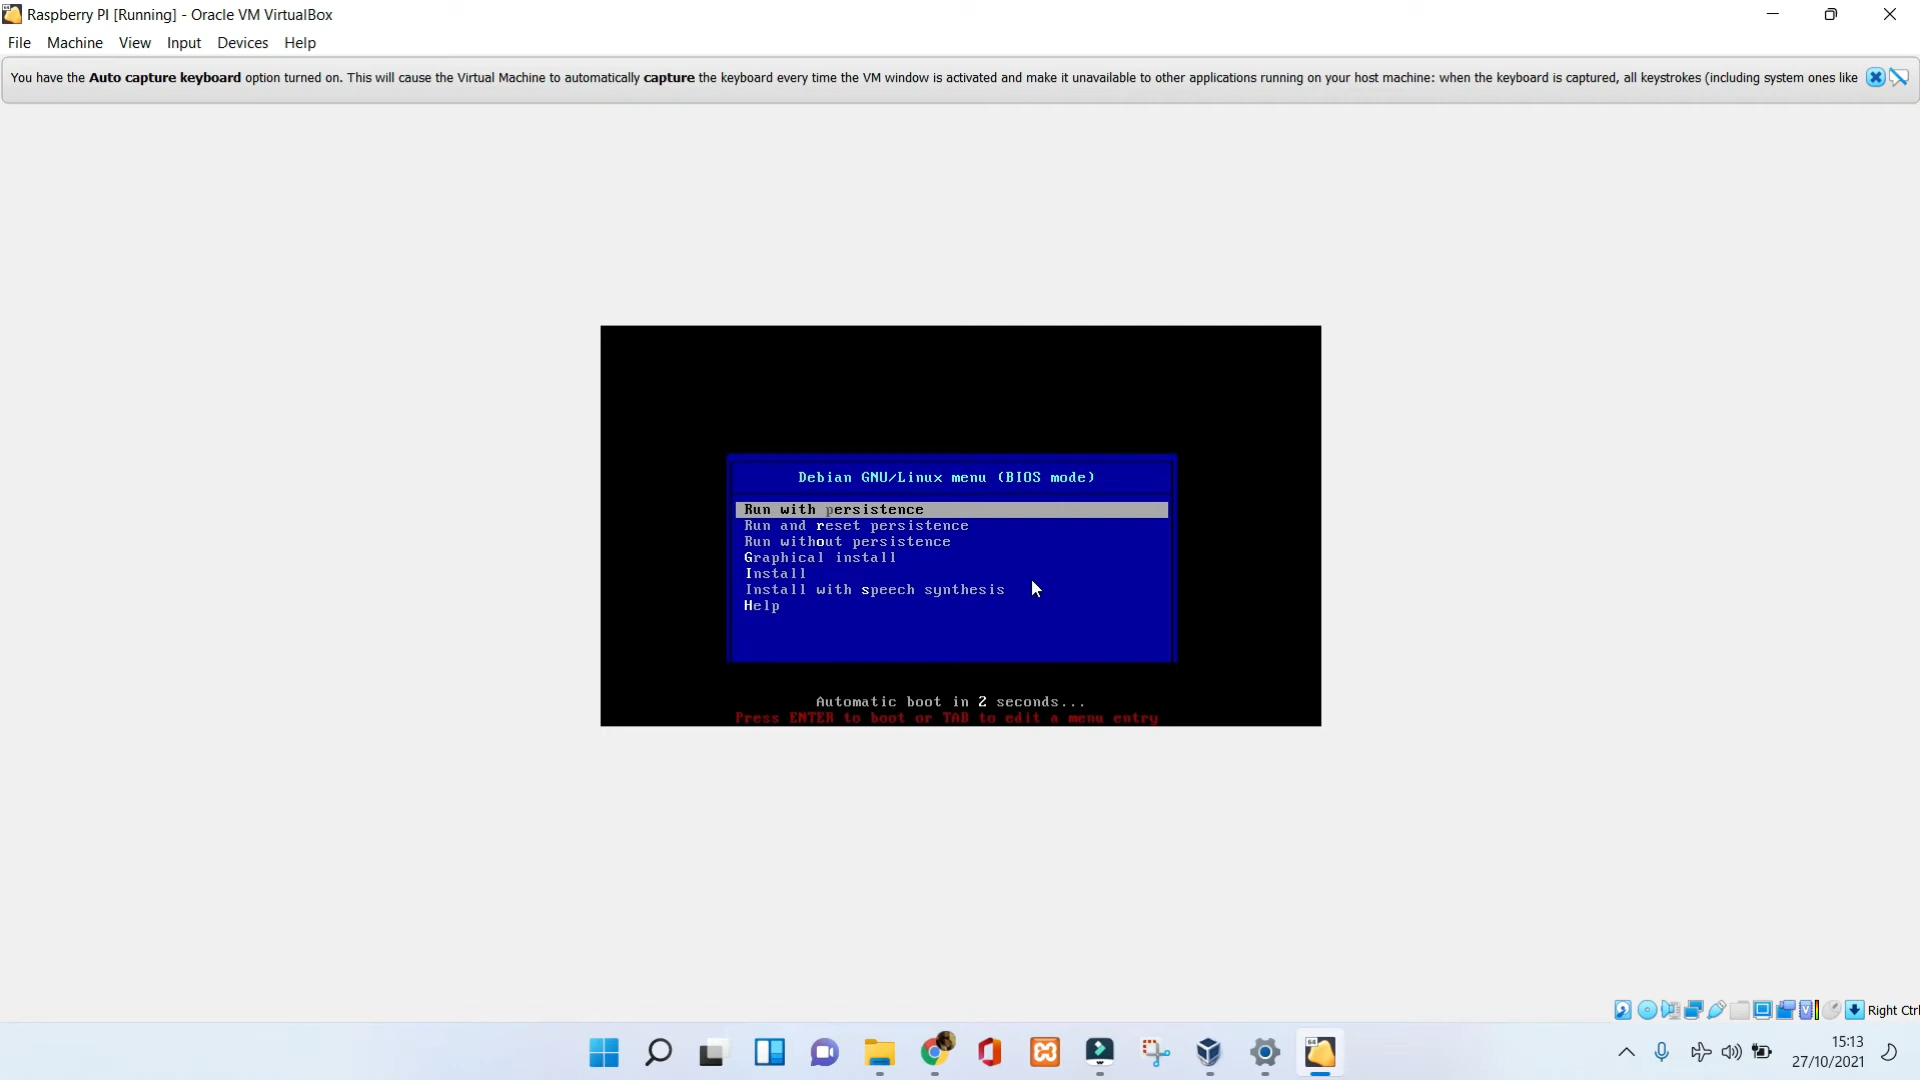 Raspberry PI [Running] - Oracle VM VirtualBox
File Machine View Input Devices Help
You have the Auto capture keyboard option turned on. This will cause the Virtual Machine to automatically capture the keyboard every time the VM window is activated and make it unavailable to other applications running on your host machine: when the keyboard is captured, all keystrokes (including system ones like
Debian GNU/Linux menu (BIOS mode)
Run with persistence
Run and reset persistence
Run without persistence
Graphical install
Install
Install with speech synthesis
Help
Automatic boot in 2 seconds...
Press ENTER to boot or TAB to edit a menu entry
Right Ctrl
15:13
27/10/2021